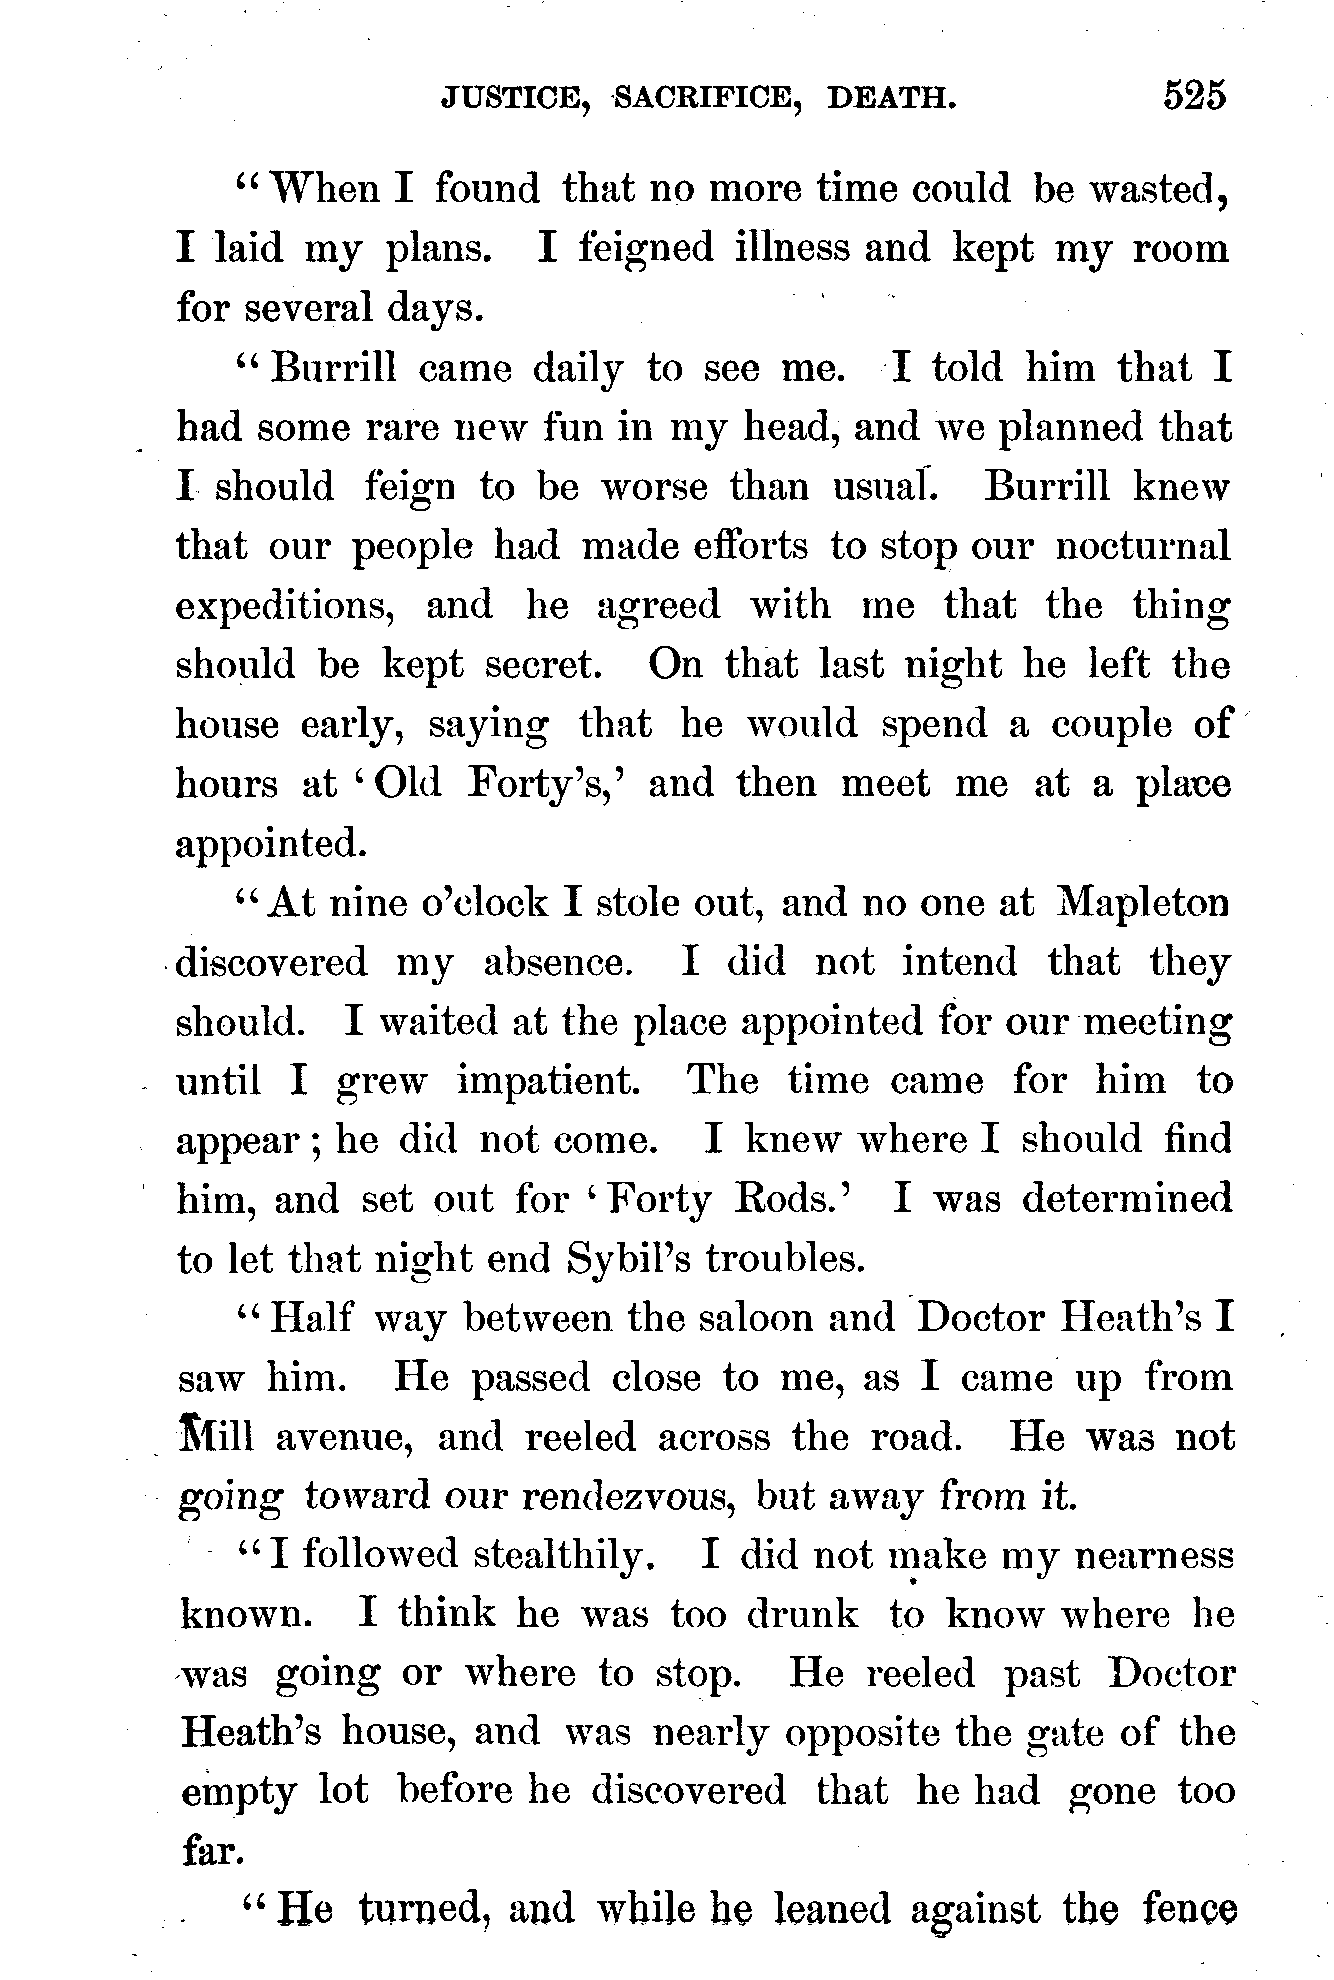 JUSTICE, SACRIFICE, DEATH. 525
“When I found that no more time could be wasted,
I laid my plans. I feigned illness and kept my room
for several days.
“Burrill came daily to see me. I told him that I
had some rare new fun in my head, and we planned that
I should feign to be worse than usual. Burrill knew
that our people had made efforts to stop our nocturnal
expeditions, and he agreed with me that the thing
should be kept secret. On that last night he left the
house early, saying that he would spend a couple of
hours at ‘Old Forty’s,’ and then meet me at a place
appointed.
“At nine o’clock I stole out, and no one at Mapleton
discovered my absence. I did not intend that they
should. I waited at the place appointed for our meeting
until I grew impatient. The time came for him to
appear; he did not come. I knew where I should find
him, and set out for ‘Forty Rods.’ I was determined
to let that night end Sybil’s troubles.
“Half way between the saloon and Doctor Heath’s I
saw him. He passed close to me, as I came up from
Mill avenue, and reeled across the road. He was not
going toward our rendezvous, but away from it.
“I followed stealthily. I did not make my nearness
known. I think he was too drunk to know where he
was going or where to stop. He reeled past Doctor
Heath’s house, and was nearly opposite the gate of the
empty lot before he discovered that he had gone too
far.
“He turned, and while he leaned against the fence